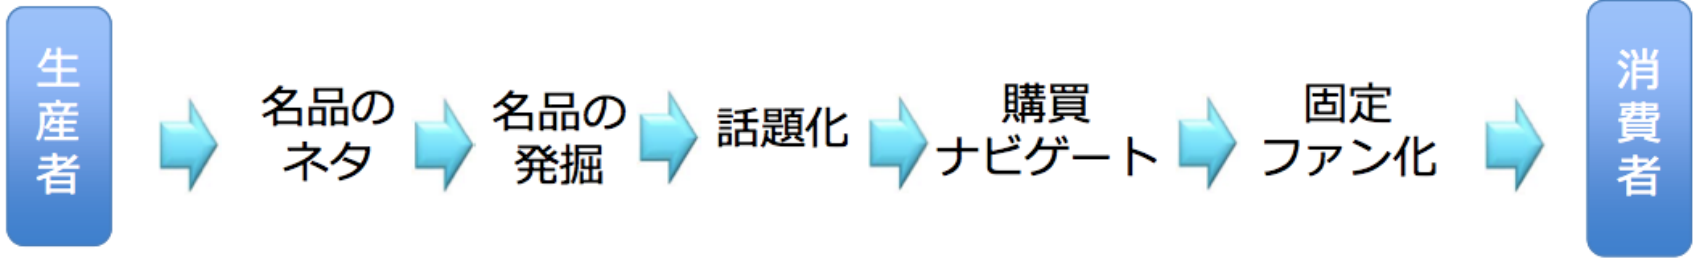 生産者
名品の
ネタ
名品の
発掘
話題化
購買
ナビゲート
固定
ファン化
消費者